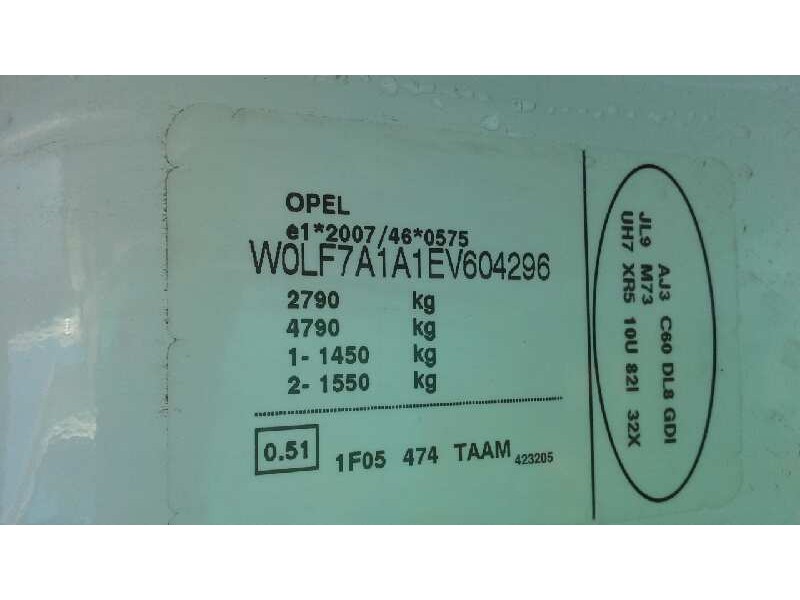 OPEL
e1*2007/46*0575
W0LF7A1A1EV604296
2790 kg
4790 kg
1- 1450 kg
2- 1550 kg
0.51 1F05 474 TAAM 423205
AJ3 C60 DL8 GDI
JL9 M73
UH7 XR5 10U 82I 32X